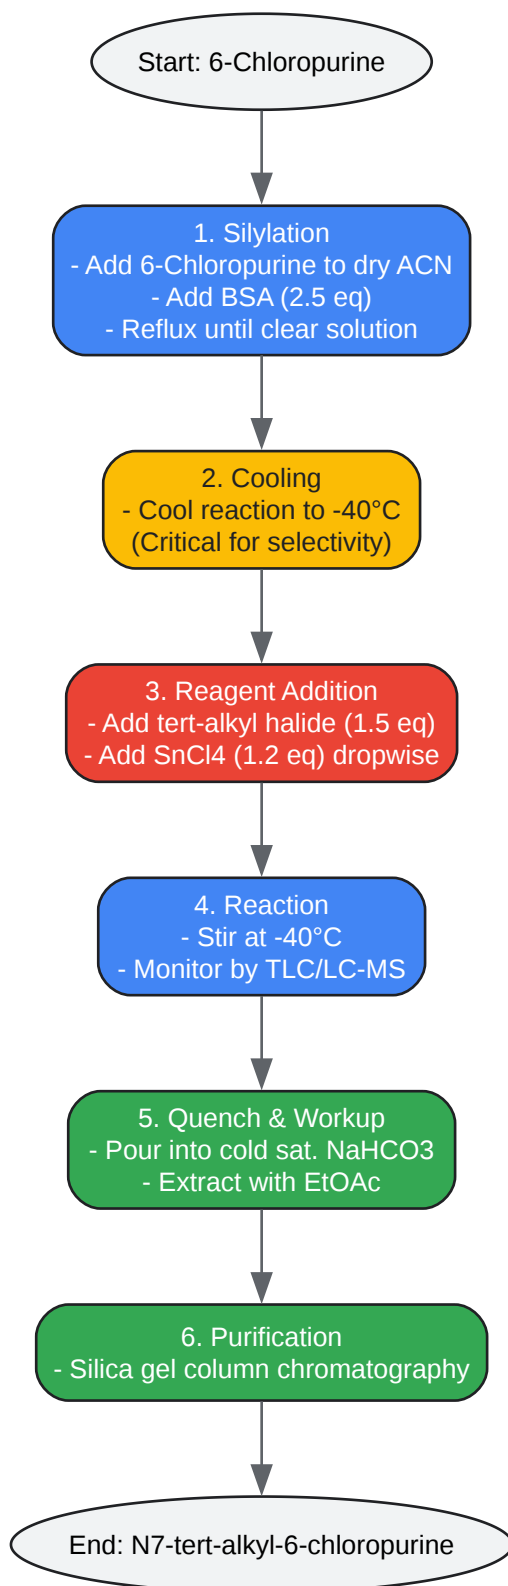 Start: 6-Chloropurine
1. Silylation
- Add 6-Chloropurine to dry ACN
- Add BSA (2.5 eq)
- Reflux until clear solution
2. Cooling
- Cool reaction to -40°C
(Critical for selectivity)
3. Reagent Addition
- Add tert-alkyl halide (1.5 eq)
- Add SnCl4 (1.2 eq) dropwise
4. Reaction
- Stir at -40°C
- Monitor by TLC/LC-MS
5. Quench & Workup
- Pour into cold sat. NaHCO3
- Extract with EtOAc
6. Purification
- Silica gel column chromatography
End: N7-tert-alkyl-6-chloropurine